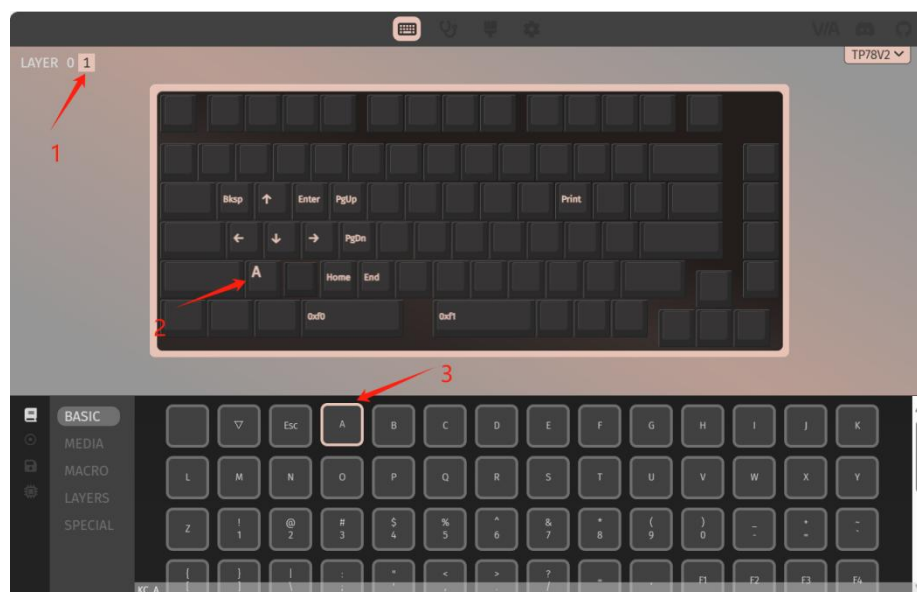 VIA
LAYER 0 1
TP78V2
1
Bksp ↑ Enter PgUp Print
← ↓ → PgDn
A Home End
2
0xf0 0xf1
3
BASIC
MEDIA
MACRO
LAYERS
SPECIAL
▽ Esc A B C D E F G H I J K
L M N O P Q R S T U V W X Y
Z ! 1 @ 2 # 3 $ 4 % 5 ^ 6 & 7 * 8 ( 9 ) 0 _ - + =
F1 F2 F3 F4
KC_A